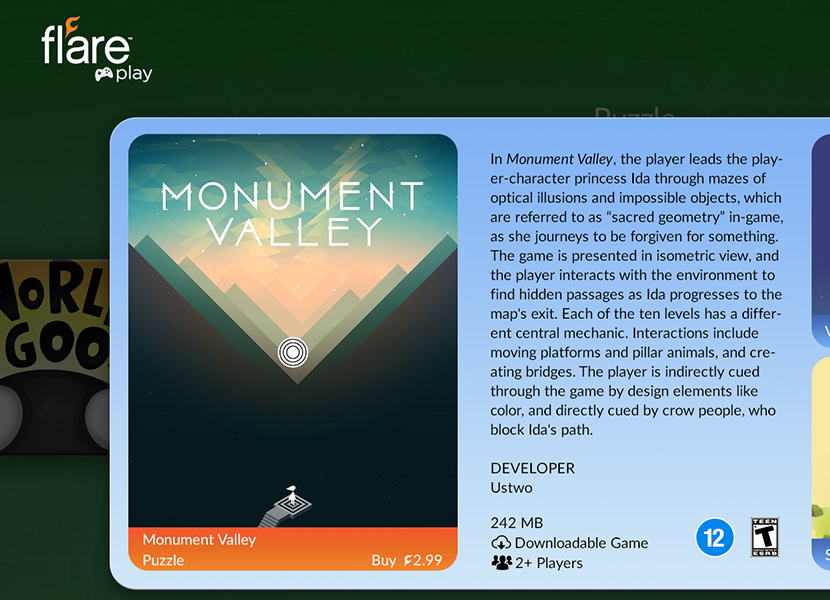 flare™
play
Puzzle
MONUMENT
VALLEY
In Monument Valley, the player leads the play-
er-character princess Ida through mazes of
optical illusions and impossible objects, which
are referred to as “sacred geometry” in-game,
as she journeys to be forgiven for something.
The game is presented in isometric view, and
the player interacts with the environment to
find hidden passages as Ida progresses to the
map's exit. Each of the ten levels has a differ-
ent central mechanic. Interactions include
moving platforms and pillar animals, and cre-
ating bridges. The player is indirectly cued
through the game by design elements like
color, and directly cued by crow people, who
block Ida's path.
WORL
GOO
DEVELOPER
Ustwo
242 MB
Downloadable Game
2+ Players
12
TEEN
T
ESRB
Monument Valley
Puzzle
Buy 2.99